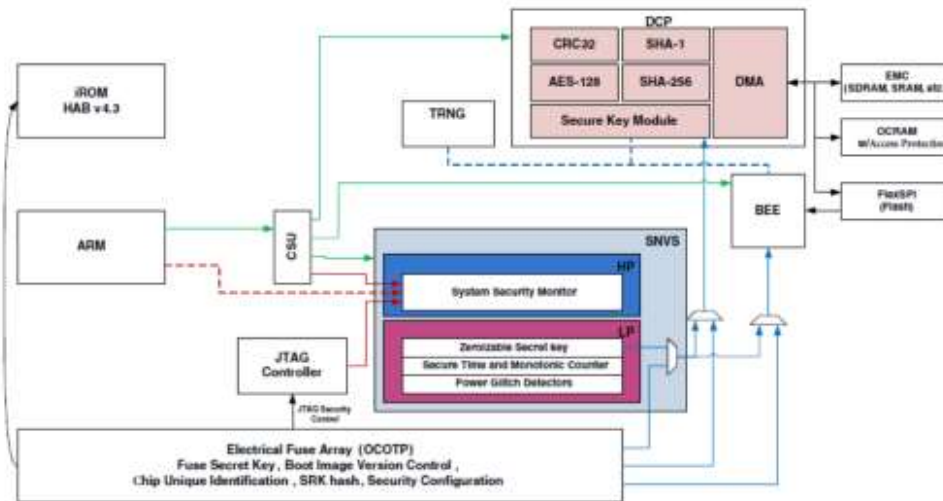 DCP
CRC32
SHA-1
AES-128
SHA-256
DMA
Secure Key Module
iROM
HAB v4.3
TRNG
EMC
(SDRAM, SRAM, etc.
OCRAM
w/Access Protection
FlexSPI
(Flash)
BEE
ARM
CSU
SNVS
HP
System Security Monitor
LP
Zeroizable Secret key
Secure Time and Monotonic Counter
Power Glitch Detectors
JTAG
Controller
JTAG Security
Control
Electrical Fuse Array (OCOTP)
Fuse Secret Key, Boot Image Version Control ,
Chip Unique Identification , SRK hash, Security Configuration